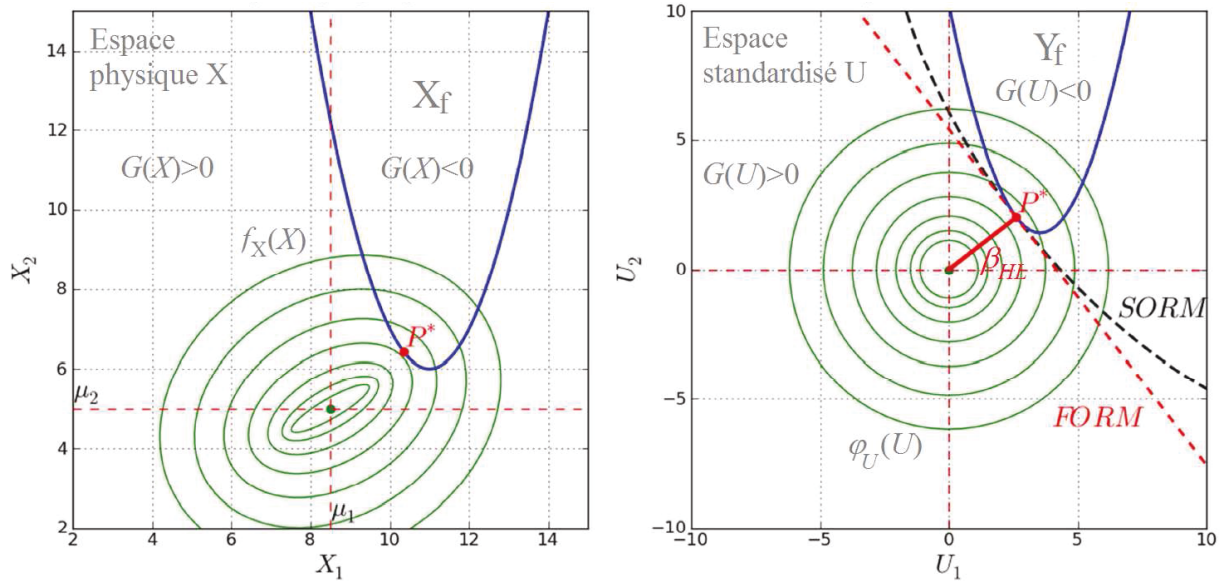 Espace
physique X
X_f
G(X)>0
G(X)<0
f_X(X)
P*
μ_2
μ_1
14
12
10
8
6
4
2
2
4
6
8
10
12
14
X_2
X_1
Espace
standardisé U
Y_f
G(U)<0
G(U)>0
P*
β_HL
SORM
FORM
φ_U(U)
10
5
0
−5
−10
−10
−5
0
5
10
U_2
U_1